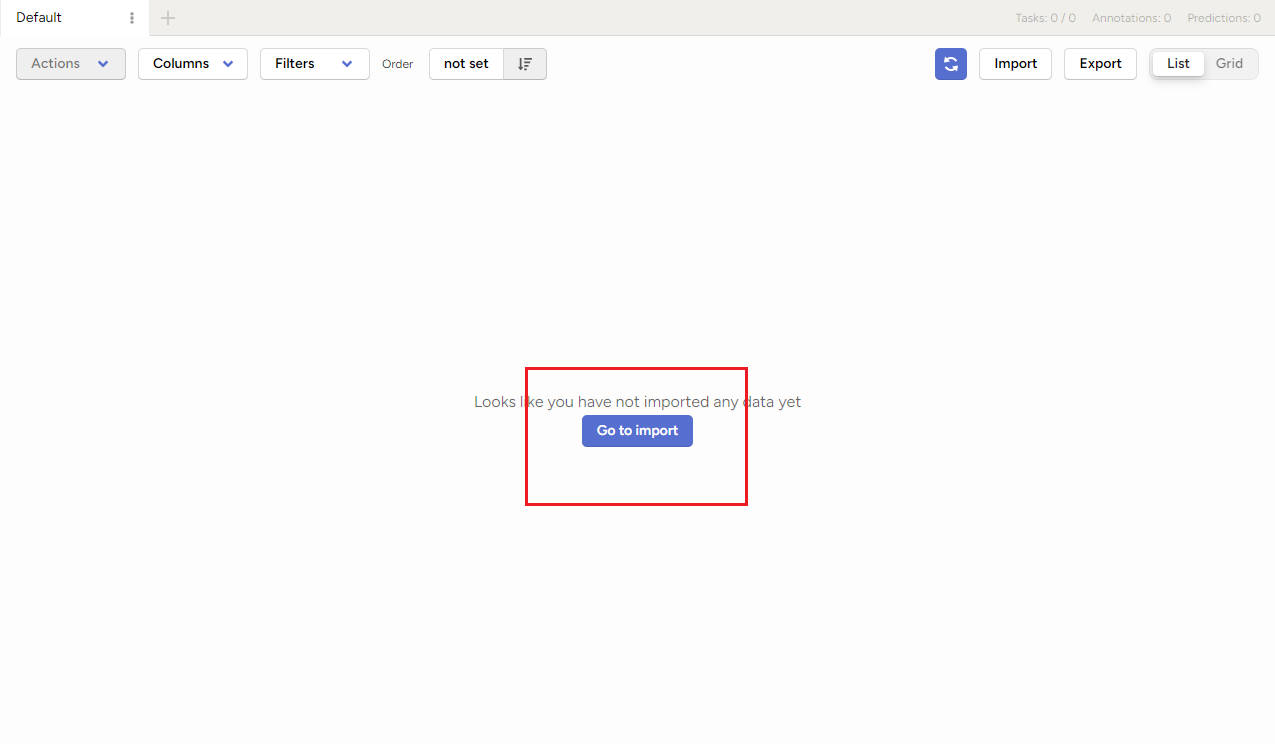 Default
Tasks: 0 / 0 Annotations: 0 Predictions: 0
Actions Columns Filters Order not set Import Export List Grid
Looks like you have not imported any data yet
Go to import